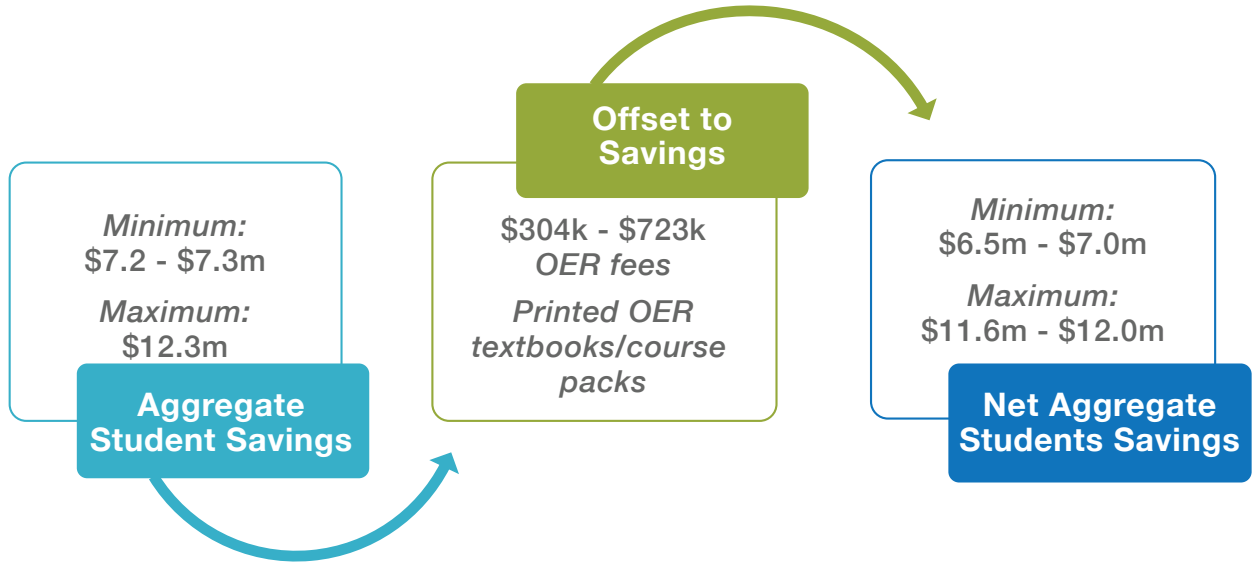 Minimum:
$7.2 - $7.3m
Maximum:
$12.3m
Aggregate
Student Savings
Offset to
Savings
$304k - $723k
OER fees
Printed OER
textbooks/course
packs
Minimum:
$6.5m - $7.0m
Maximum:
$11.6m - $12.0m
Net Aggregate
Students Savings